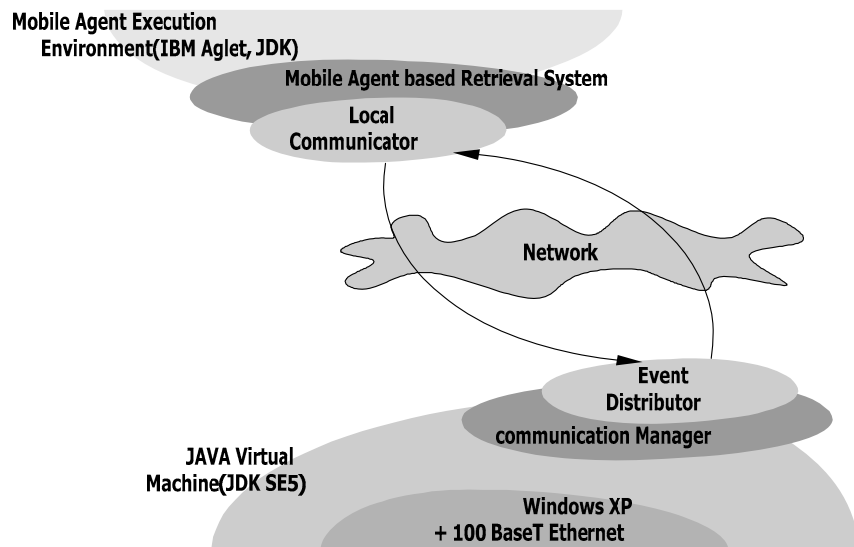 Mobile Agent Execution
Environment(IBM Aglet, JDK)
Mobile Agent based Retrieval System
Local
Communicator
Network
Event
Distributor
communication Manager
JAVA Virtual
Machine(JDK SE5)
Windows XP
+ 100 BaseT Ethernet